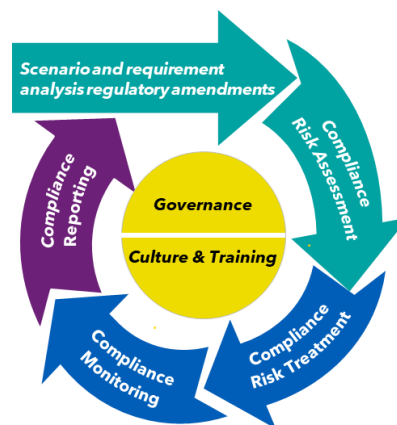 Scenario and requirement
analysis regulatory amendments
Compliance
Risk Assessment
Compliance
Risk Treatment
Compliance
Monitoring
Compliance
Reporting
Governance
Culture & Training